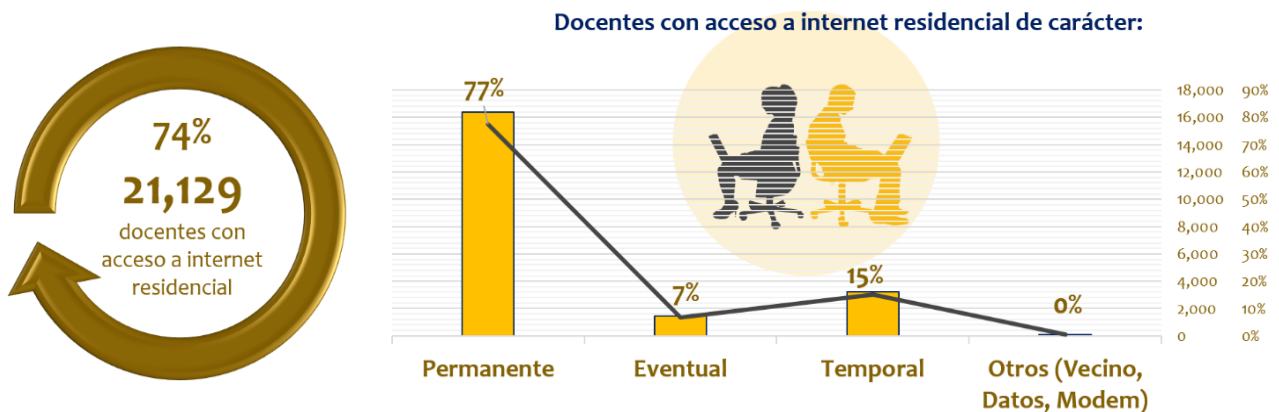 Docentes con acceso a internet residencial de carácter:
74%
21,129
docentes con
acceso a internet
residencial
77%
7%
15%
0%
18,000 90%
16,000 80%
14,000 70%
12,000 60%
10,000 50%
8,000 40%
6,000 30%
4,000 20%
2,000 10%
0 0%
Permanente
Eventual
Temporal
Otros (Vecino,
Datos, Modem)